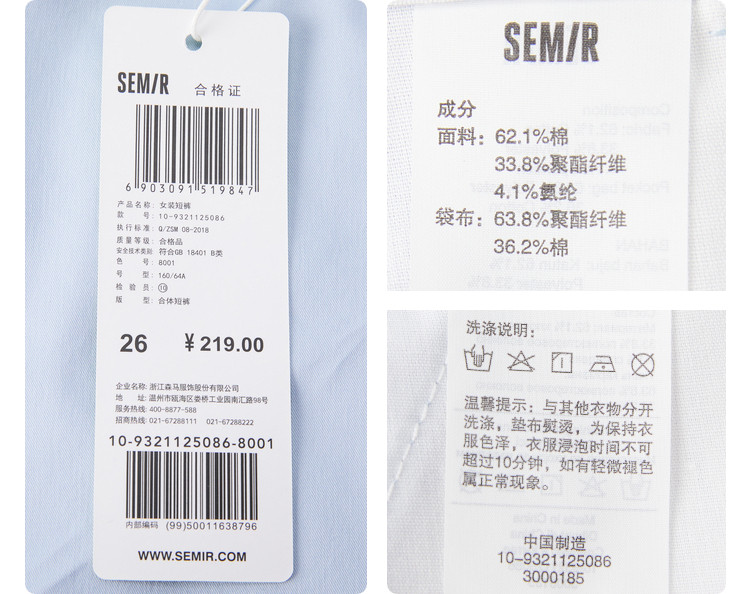 SEMIR 合格证
6 903091 519847
产品名称: 女装短裤
款 号: 10-9321125086
执行标准: Q/ZSM 08-2018
质量等级: 合格品
安全技术类别: 符合GB 18401 B类
色 号: 8001
号 型: 160/64A
检 验 员: ⑩
版 型: 合体短裤
26 ¥219.00
企业名称: 浙江森马服饰股份有限公司
地 址: 温州市瓯海区娄桥工业园南汇路98号
服务热线: 400-8877-588
招商热线: 021-67288111 021-67288222
10-9321125086-8001
内部编码 (99)50011638796
WWW.SEMIR.COM
SEMIR
成分
面料: 62.1%棉
33.8%聚酯纤维
4.1%氨纶
袋布: 63.8%聚酯纤维
36.2%棉
洗涤说明:
温馨提示: 与其他衣物分开
洗涤, 垫布熨烫, 为保持衣
服色泽, 衣服浸泡时间不可
超过10分钟, 如有轻微褪色
属正常现象。
中国制造
10-9321125086
3000185